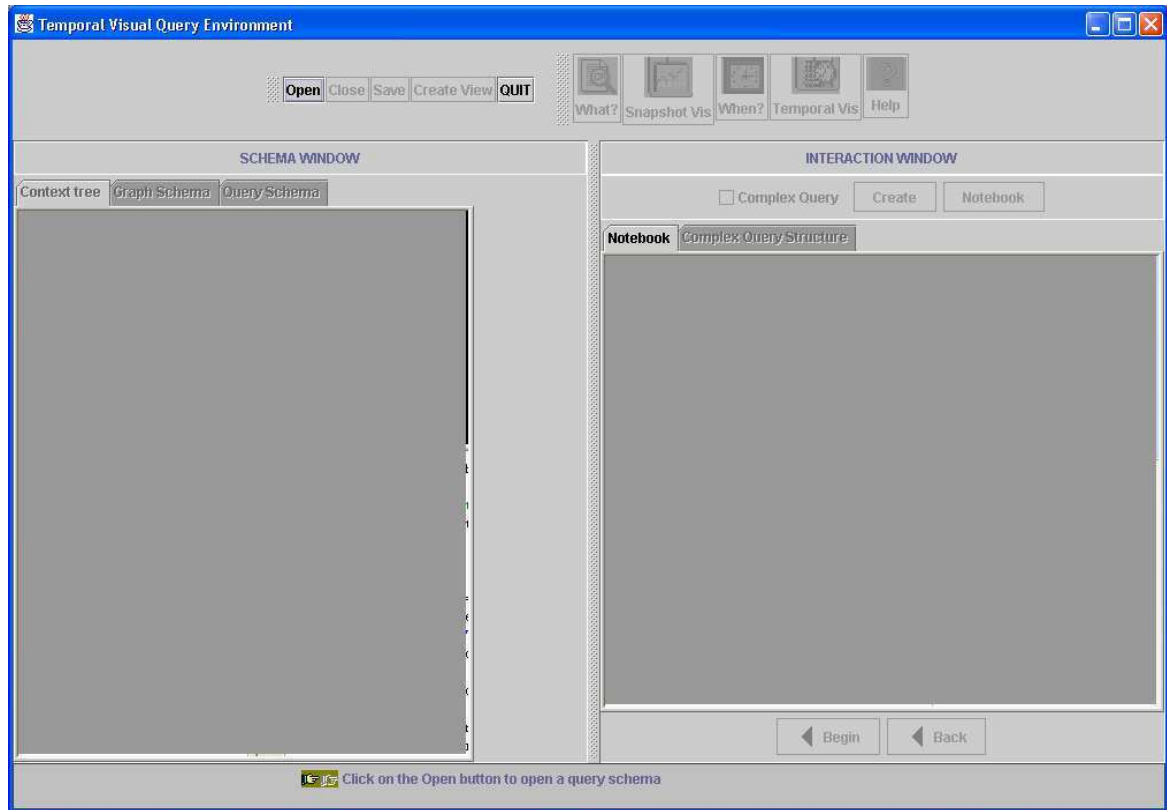 Temporal Visual Query Environment
Open Close Save Create View QUIT
What? Snapshot Vis When? Temporal Vis Help
SCHEMA WINDOW
Context tree Graph Schema Query Schema
INTERACTION WINDOW
Complex Query Create Notebook
Notebook Complex Query Structure
Begin Back
Click on the Open button to open a query schema